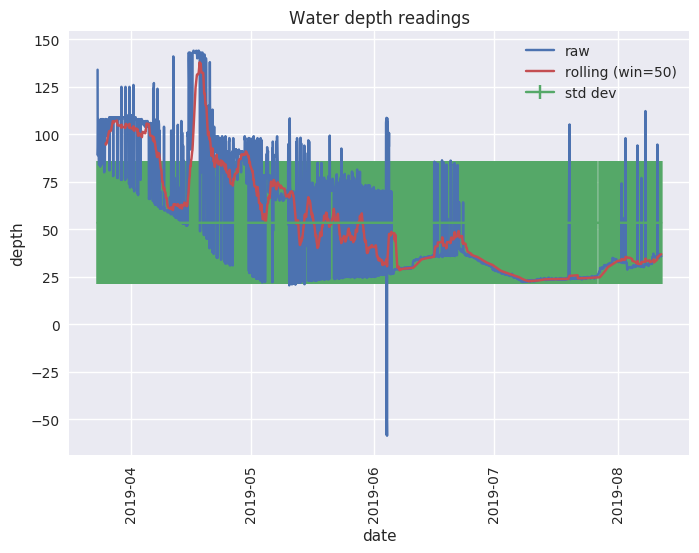 Water depth readings
150
125
100
75
50
25
0
−25
−50
depth
raw
rolling (win=50)
std dev
2019-04
2019-05
2019-06
2019-07
2019-08
date